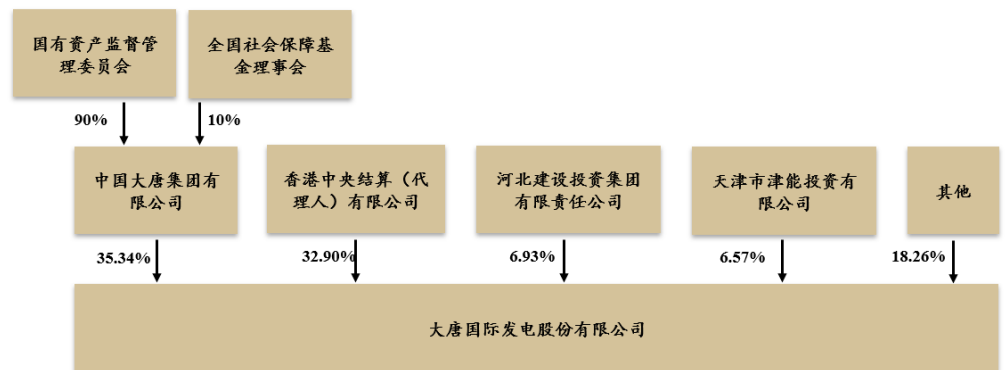 国有资产监督管
理委员会
全国社会保障基
金理事会
90%
10%
中国大唐集团有
限公司
香港中央结算（代
理人）有限公司
河北建设投资集团
有限责任公司
天津市津能投资有
限公司
其他
35.34%
32.90%
6.93%
6.57%
18.26%
大唐国际发电股份有限公司